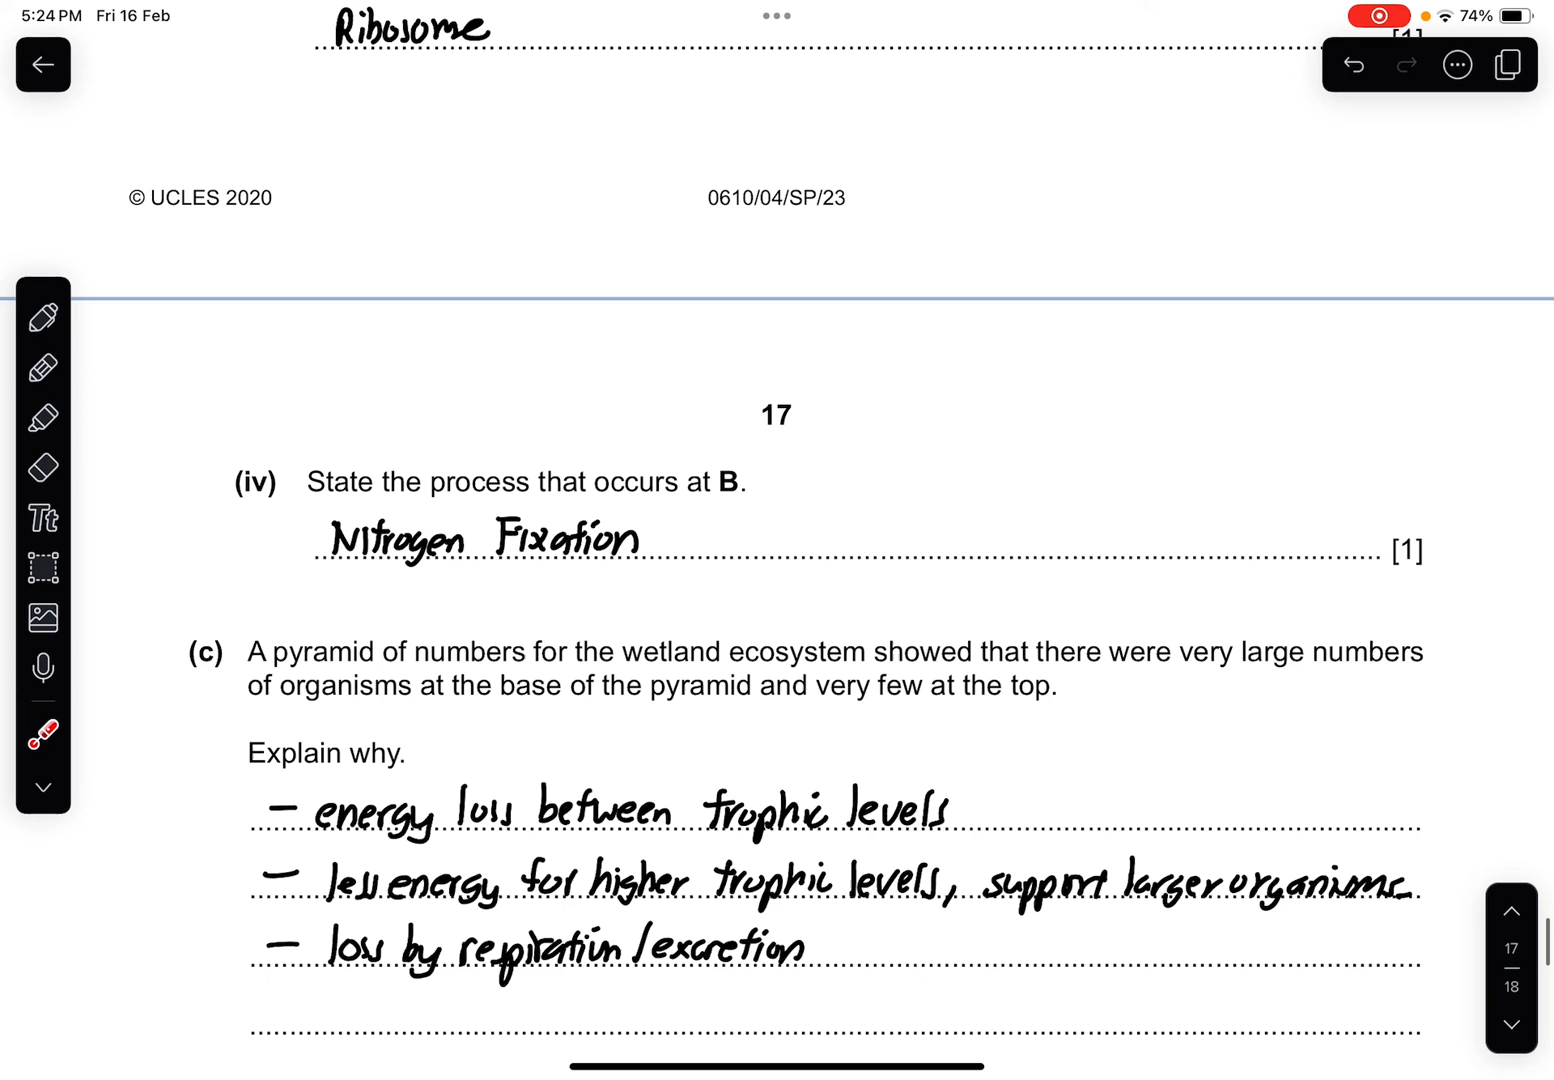 5:24 PM Fri 16 Feb
74%
Ribosome
[1]
© UCLES 2020
0610/04/SP/23
17
(iv) State the process that occurs at B.
Nitrogen Fixation
[1]
(c) A pyramid of numbers for the wetland ecosystem showed that there were very large numbers
of organisms at the base of the pyramid and very few at the top.
Explain why.
– energy loss between trophic levels
– less energy for higher trophic levels, support larger organisms
– loss by respiration / excretion
Tt
17
18